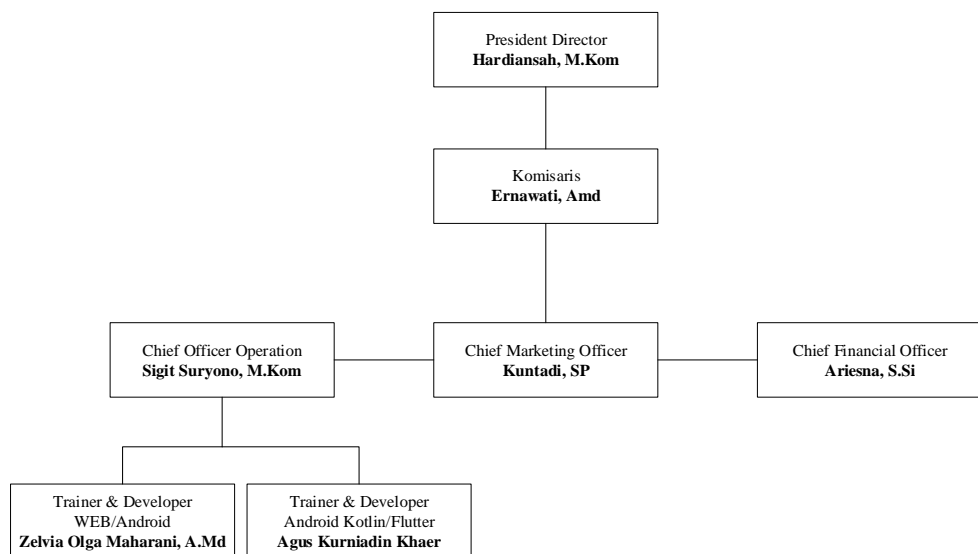 President Director
Hardiansah, M.Kom
Komisaris
Ernawati, Amd
Chief Officer Operation
Sigit Suryono, M.Kom
Chief Marketing Officer
Kuntadi, SP
Chief Financial Officer
Ariesna, S.Si
Trainer & Developer
WEB/Android
Zelvia Olga Maharani, A.Md
Trainer & Developer
Android Kotlin/Flutter
Agus Kurniadin Khaer